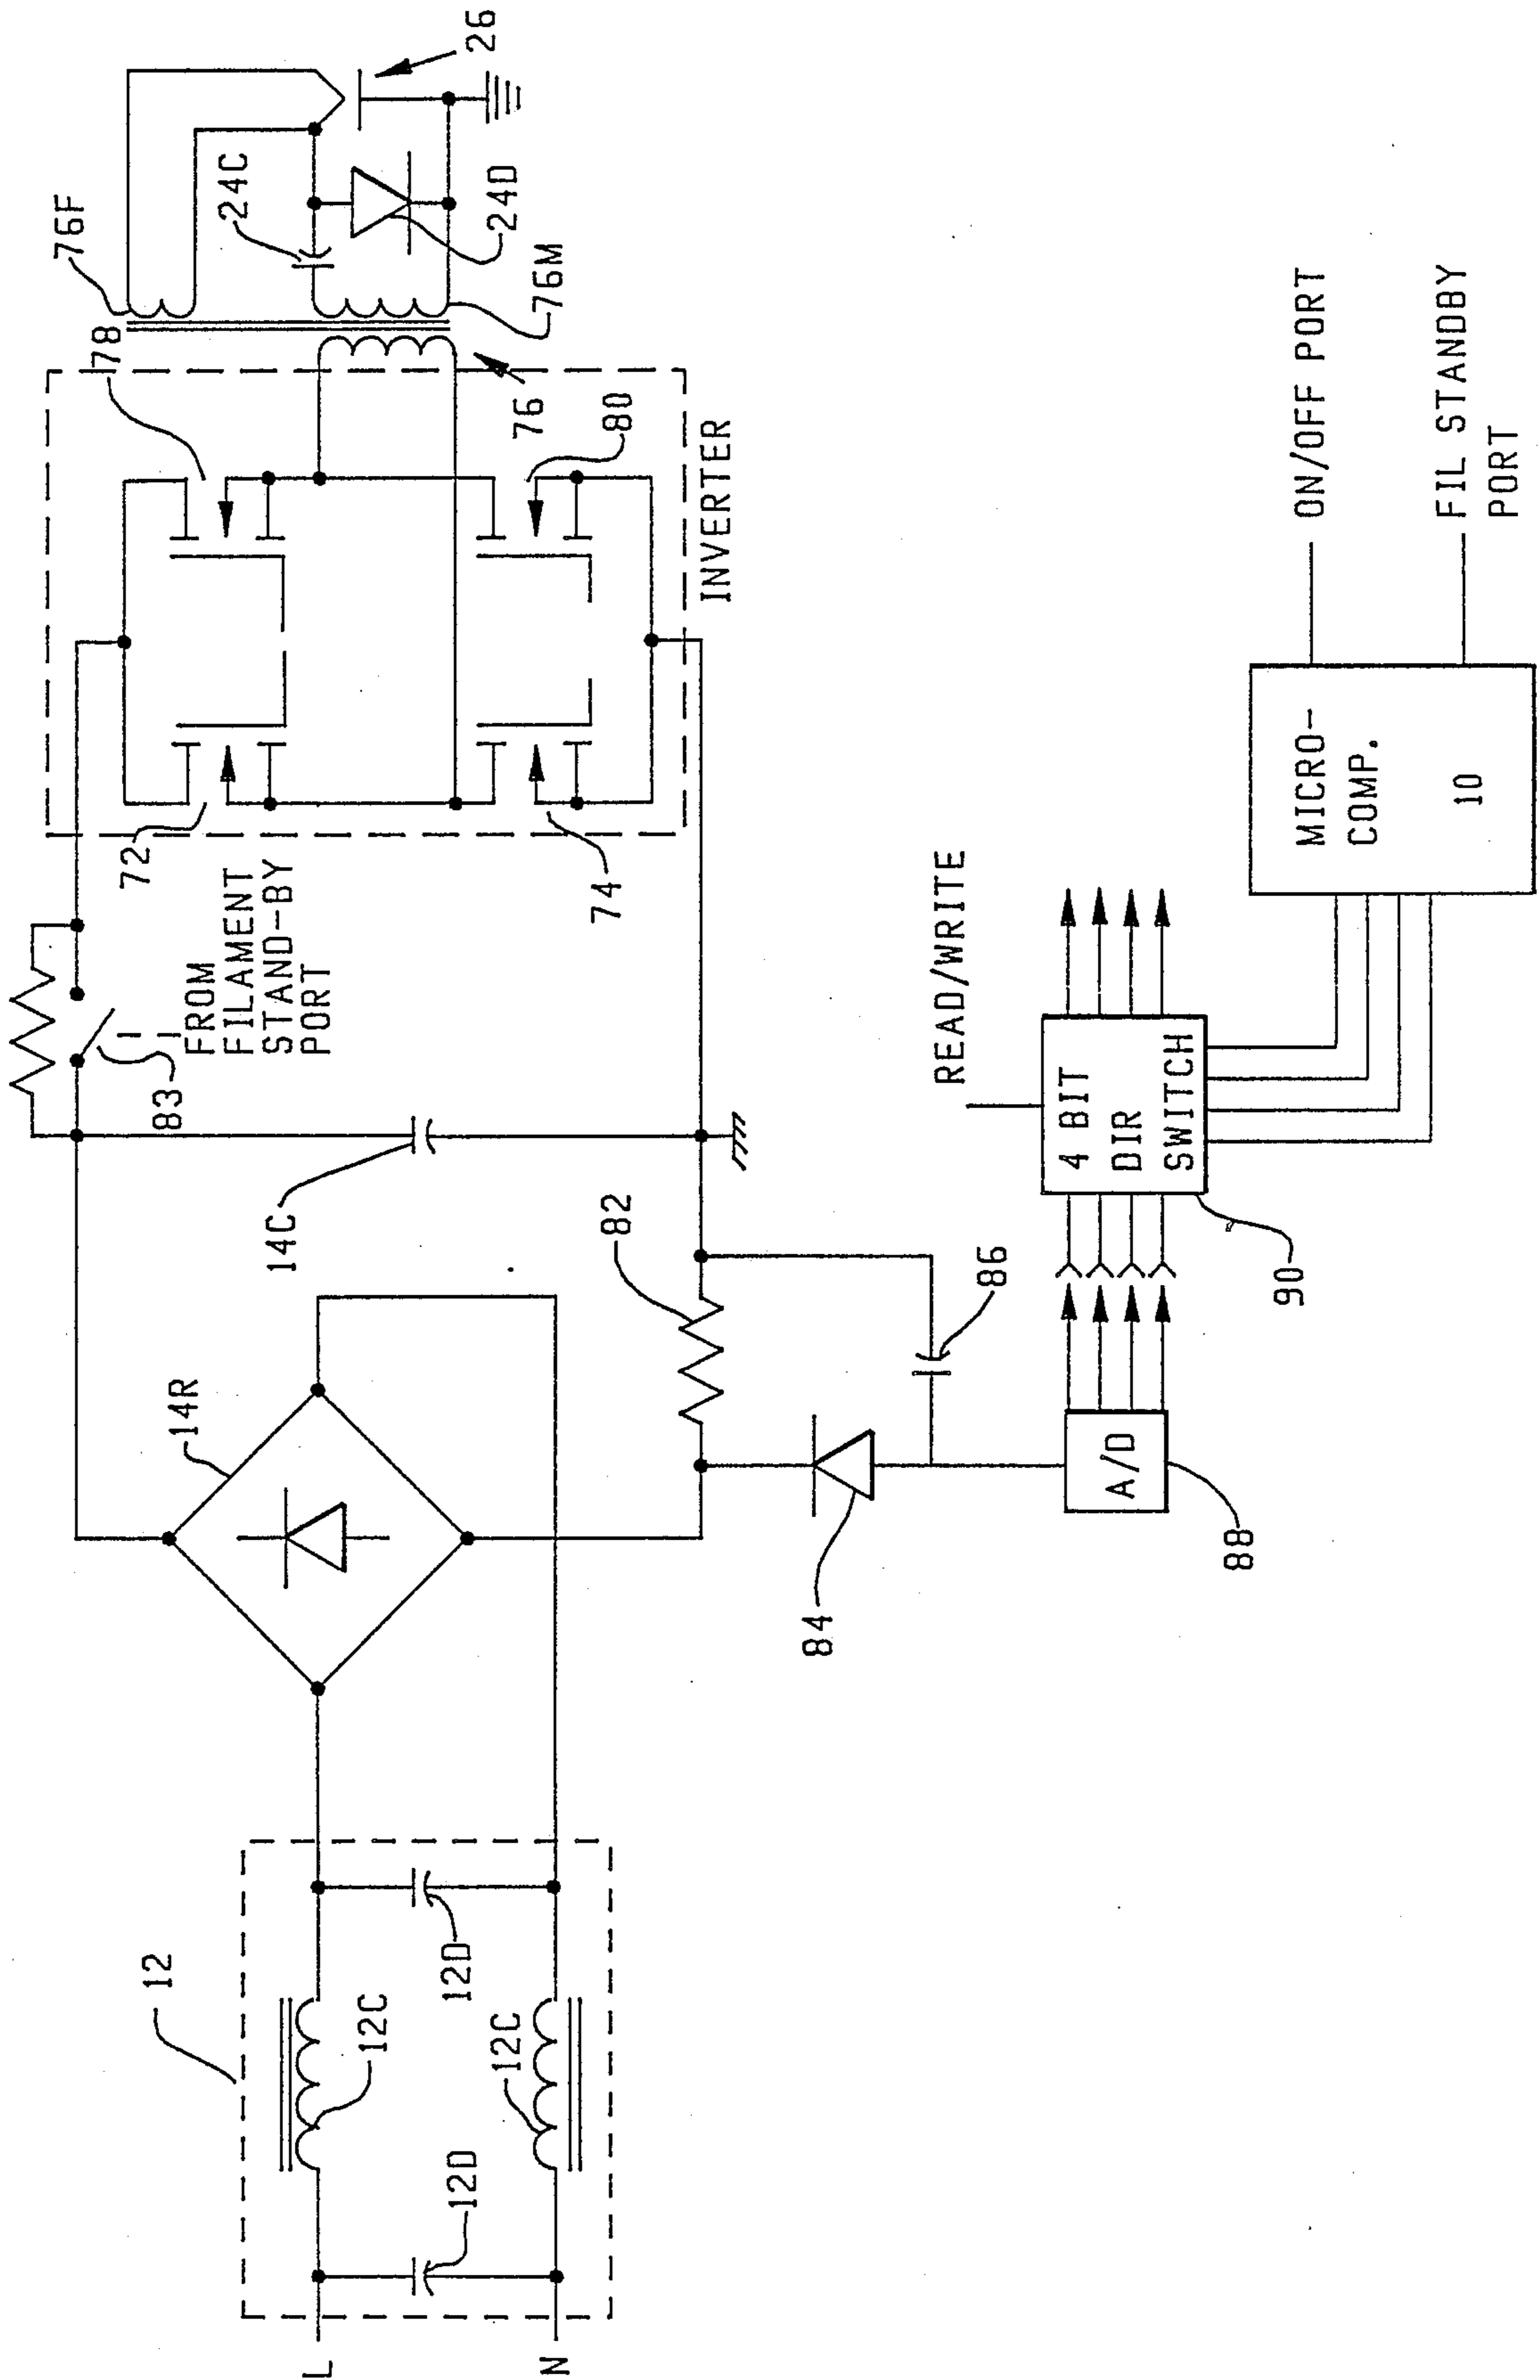 76F
78
24C
26
24D
76M
76
80
INVERTER
72
74
FROM
FILAMENT
STAND-BY
PORT
83
14C
14R
82
86
84
A/D
88
90
READ/WRITE
4 BIT
DIR
SWITCH
MICRO-
COMP.
10
ON/OFF PORT
FIL STANDBY
PORT
12
12C
12D
12C
12D
L
N